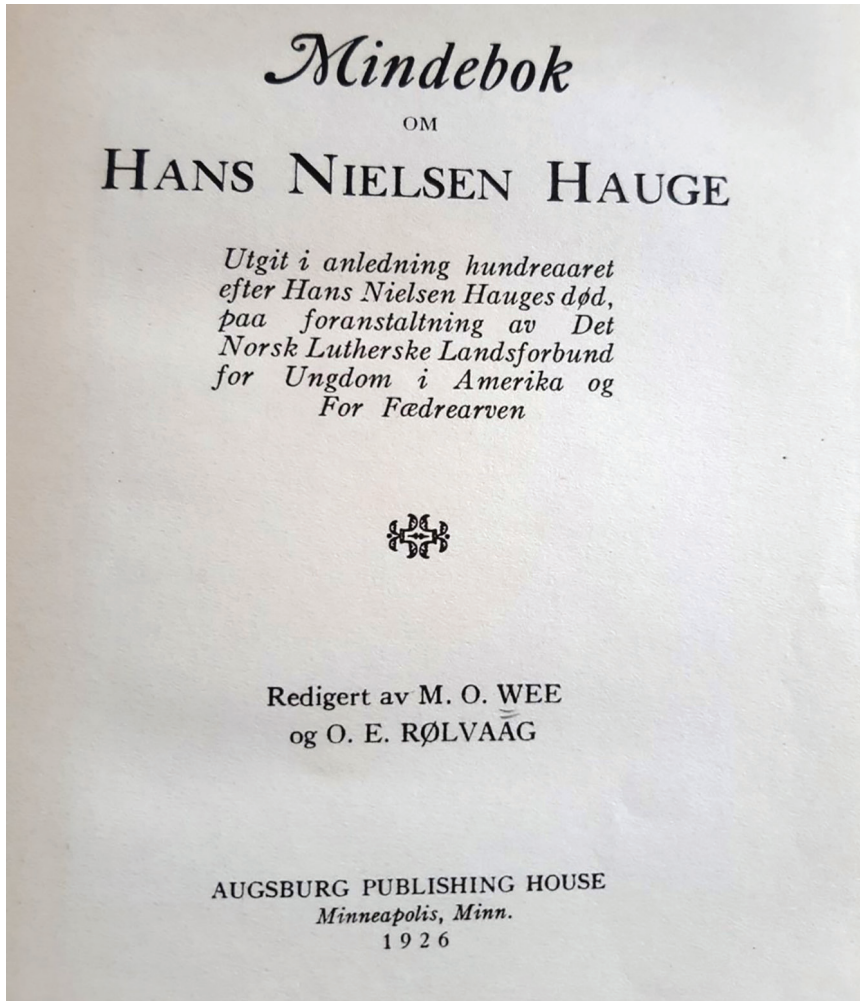 Mindebok
OM
HANS NIELSEN HAUGE
Utgit i anledning hundreaaret
efter Hans Nielsen Hauges død,
paa foranstaltning av Det
Norsk Lutherske Landsforbund
for Ungdom i Amerika og
For Fædrearven
Redigert av M. O. WEE
og O. E. RØLVAAG
AUGSBURG PUBLISHING HOUSE
Minneapolis, Minn.
1926